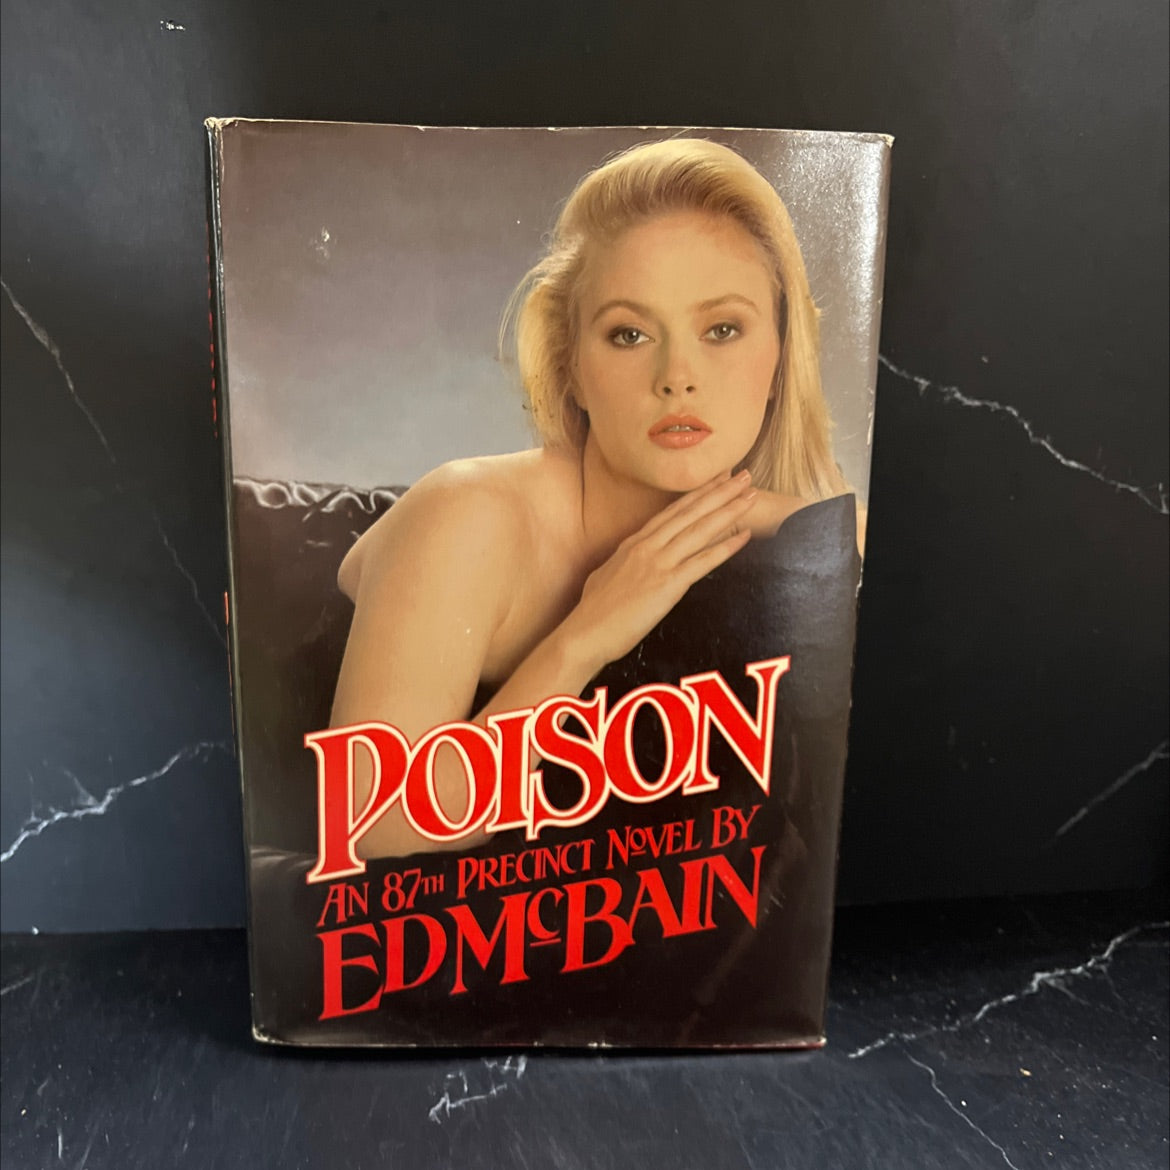 POISON
AN 87TH PRECINCT NOVEL BY
ED McBAIN